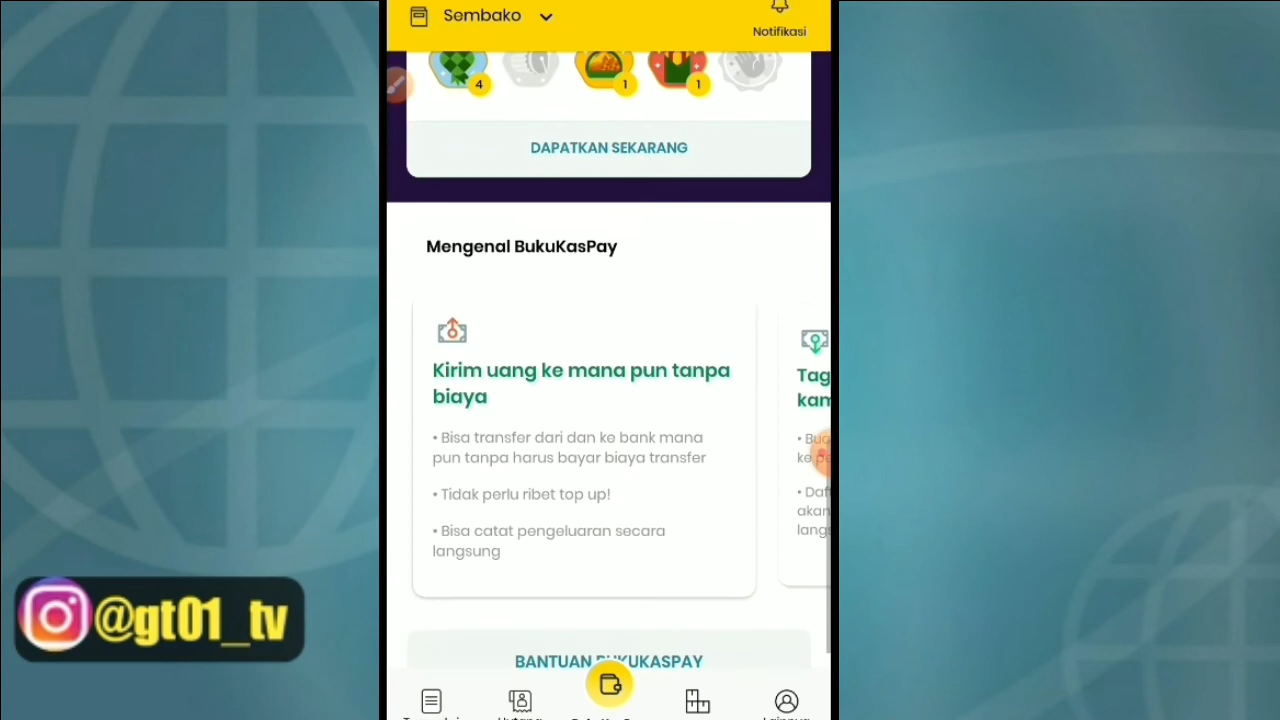 Sembako
Notifikasi
4
1
1
DAPATKAN SEKARANG
Mengenal BukuKasPay
Kirim uang ke mana pun tanpa
biaya
• Bisa transfer dari dan ke bank mana
pun tanpa harus bayar biaya transfer
• Tidak perlu ribet top up!
• Bisa catat pengeluaran secara
langsung
@gt01_tv
BANTUAN BUKUKASPAY